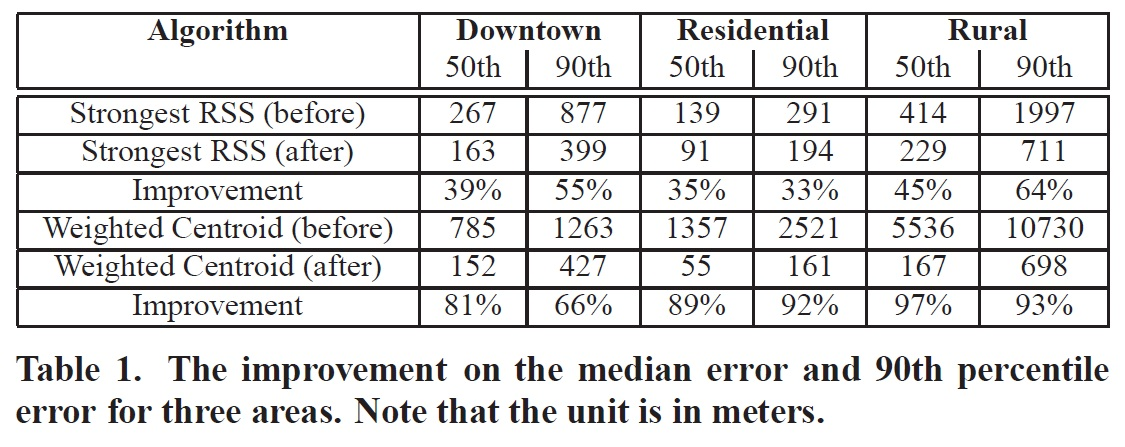 Algorithm Downtown Residential Rural
50th 90th 50th 90th 50th 90th
Strongest RSS (before) 267 877 139 291 414 1997
Strongest RSS (after) 163 399 91 194 229 711
Improvement 39% 55% 35% 33% 45% 64%
Weighted Centroid (before) 785 1263 1357 2521 5536 10730
Weighted Centroid (after) 152 427 55 161 167 698
Improvement 81% 66% 89% 92% 97% 93%
Table 1. The improvement on the median error and 90th percentile
error for three areas. Note that the unit is in meters.